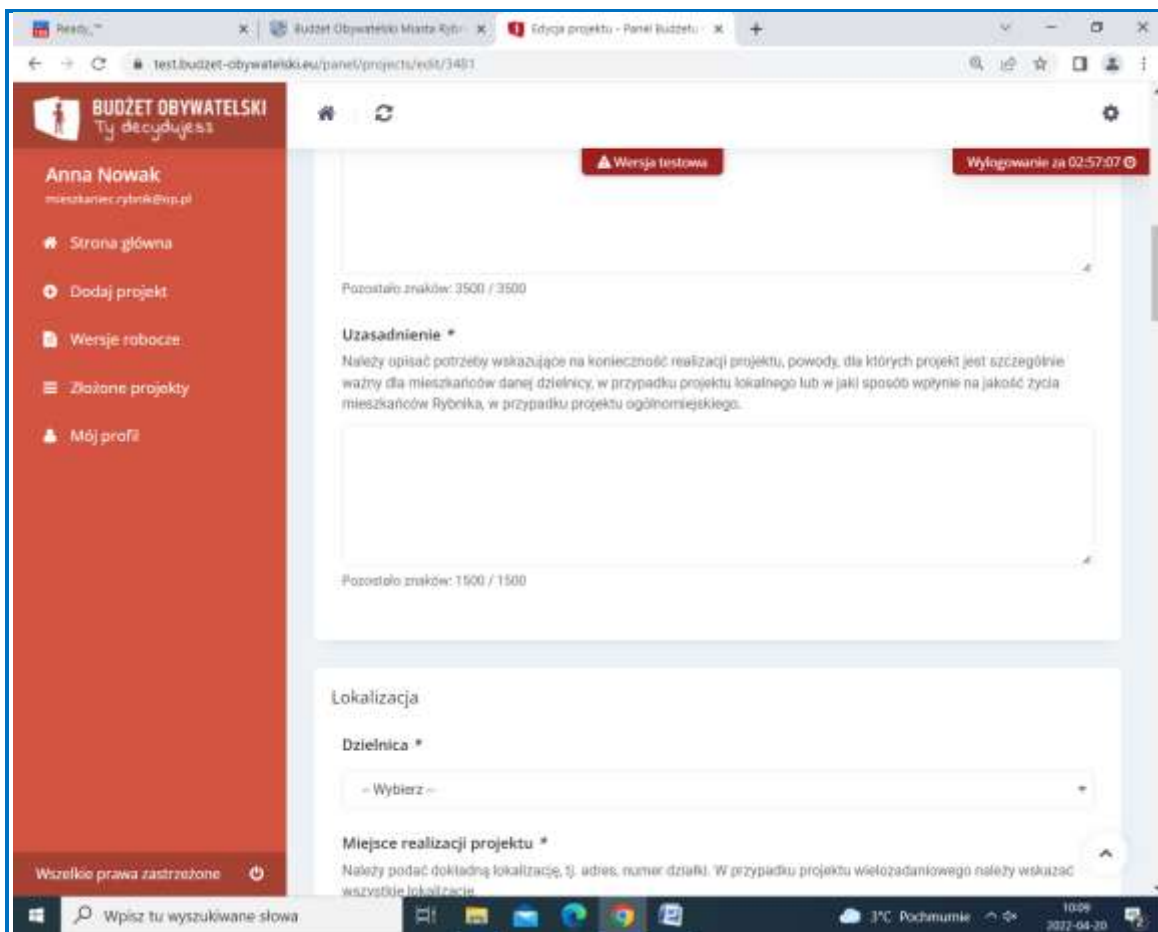 Ready_
Budżet Obywatelski Miasta Rybn
Edycja projektu - Panel Budżetu -
test.budzet-obywatelski.eu/panel/projects/edit/3481
BUDŻET OBYWATELSKI
Ty decydujesz
Wersja testowa
Wylogowanie za 02:57:07
Anna Nowak
mieszkaniec.rybnik@op.pl
Strona główna
Dodaj projekt
Wersje robocze
Złożone projekty
Mój profil
Pozostało znaków: 3500 / 3500
Uzasadnienie *
Należy opisać potrzeby wskazujące na konieczność realizacji projektu, powody, dla których projekt jest szczególnie
ważny dla mieszkańców danej dzielnicy, w przypadku projektu lokalnego lub w jaki sposób wpłynie na jakość życia
mieszkańców Rybnika, w przypadku projektu ogólnomiejskiego.
Pozostało znaków: 1500 / 1500
Lokalizacja
Dzielnica *
-- Wybierz --
Miejsce realizacji projektu *
Należy podać dokładną lokalizację, tj. adres, numer działki. W przypadku projektu wielozadaniowego należy wskazać
wszystkie lokalizacje.
Wszelkie prawa zastrzeżone
Wpisz tu wyszukiwane słowa
3°C Pochmurnie
10:09
2022-04-20